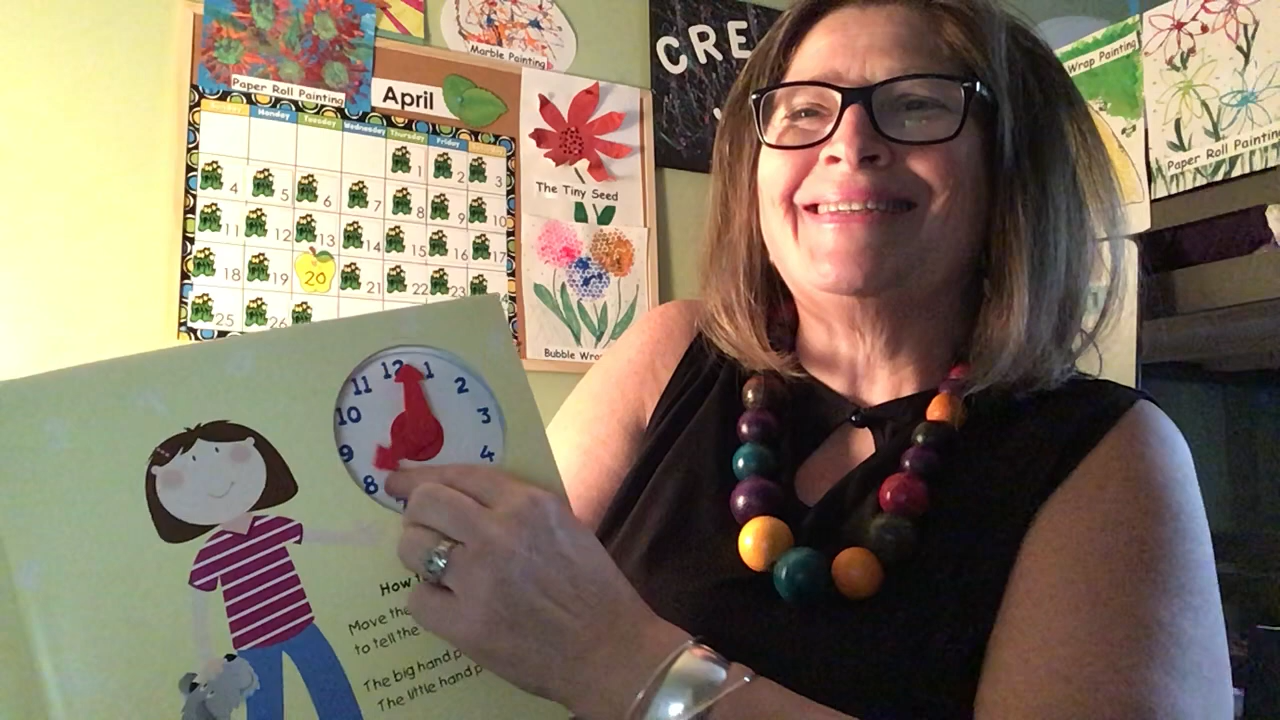 Paper Roll Painting
Marble Painting
CRE
Wrap Painting
April
Monday Tuesday Wednesday Thursday Friday
1 2 3
4 5 6 7 8 9 10
11 12 13 14 15 16 17
18 19 20 21 22 23
25 26
The Tiny Seed
Paper Roll Painting
Bubble Wra
12 1 2 3 4 8 9 10 11
How t
Move the
to tell the
The big hand p
The little hand p